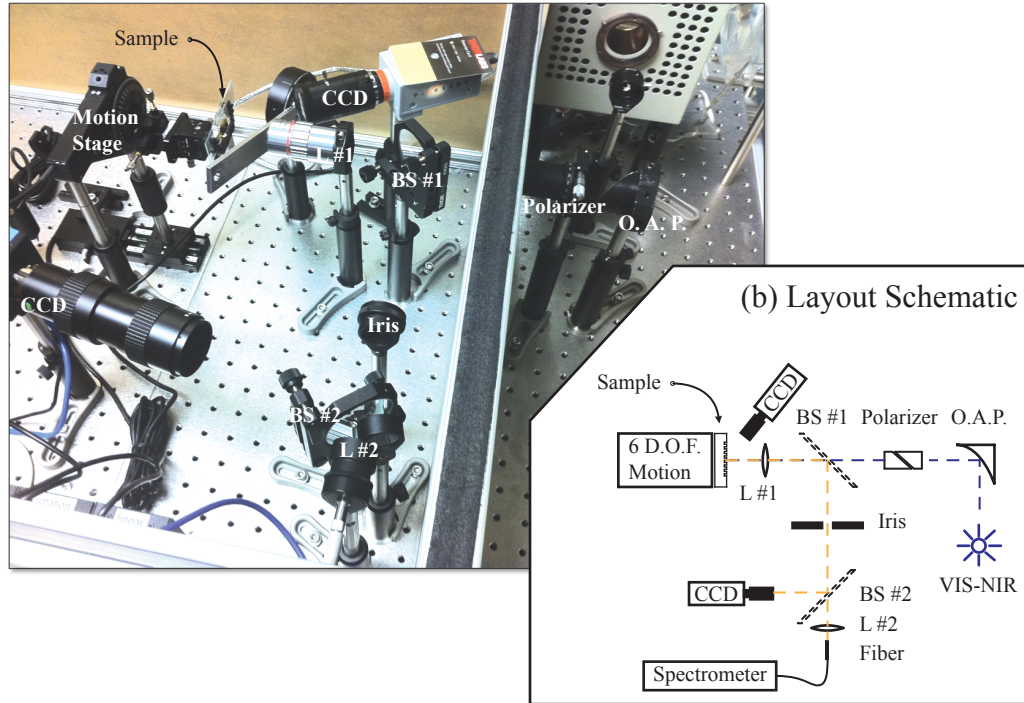 Sample
CCD
Motion
Stage
L #1
BS #1
Polarizer
O. A. P.
CCD
Iris
BS #2
L #2
(b) Layout Schematic
Sample
CCD
BS #1
Polarizer
O.A.P.
6 D.O.F.
Motion
L #1
Iris
VIS-NIR
CCD
BS #2
L #2
Fiber
Spectrometer